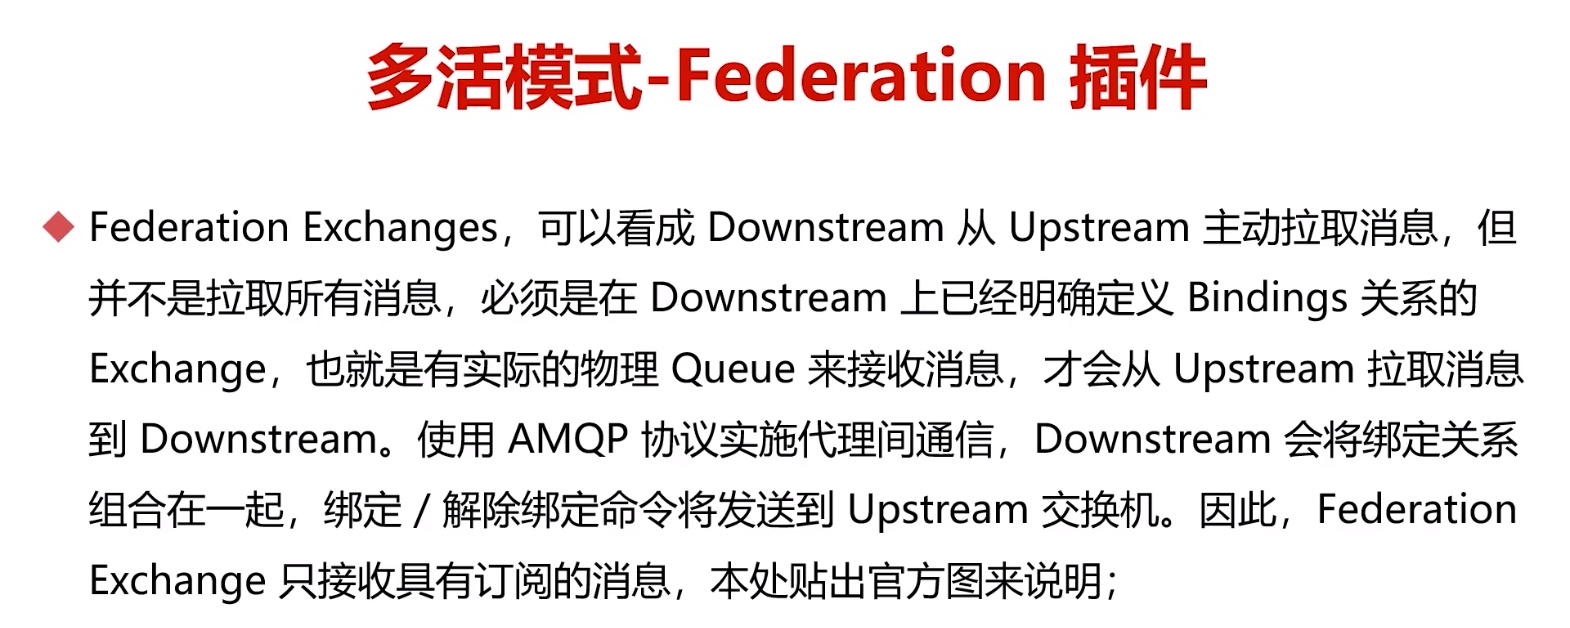 多活模式-Federation 插件
Federation Exchanges，可以看成 Downstream 从 Upstream 主动拉取消息，但
并不是拉取所有消息，必须是在 Downstream 上已经明确定义 Bindings 关系的
Exchange，也就是有实际的物理 Queue 来接收消息，才会从 Upstream 拉取消息
到 Downstream。使用 AMQP 协议实施代理间通信，Downstream 会将绑定关系
组合在一起，绑定 / 解除绑定命令将发送到 Upstream 交换机。因此，Federation
Exchange 只接收具有订阅的消息，本处贴出官方图来说明；